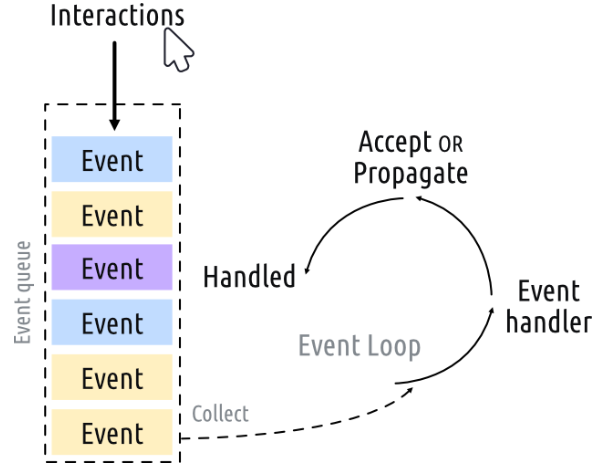 Interactions
Event
Event
Event
Event
Event
Event
Event queue
Collect
Event Loop
Event
handler
Accept OR
Propagate
Handled